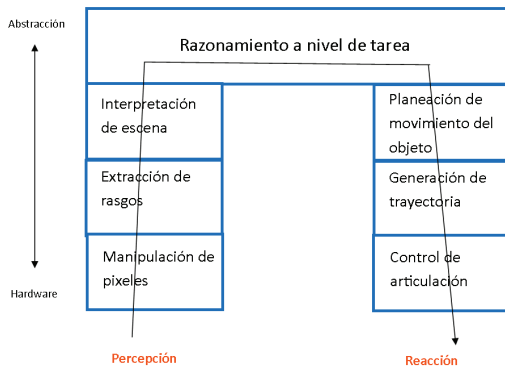 Abstracción
Razonamiento a nivel de tarea
Interpretación
de escena
Planeación de
movimiento del
objeto
Extracción de
rasgos
Generación de
trayectoria
Manipulación de
pixeles
Control de
articulación
Hardware
Percepción
Reacción